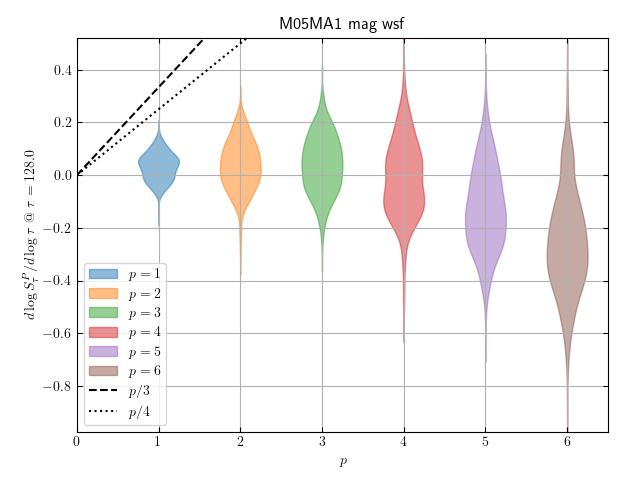 M05MA1 mag wsf
d log S_τ^p / d log τ @ τ = 128.0
0.4
0.2
0.0
−0.2
−0.4
−0.6
−0.8
p = 1
p = 2
p = 3
p = 4
p = 5
p = 6
p/3
p/4
0 1 2 3 4 5 6
p